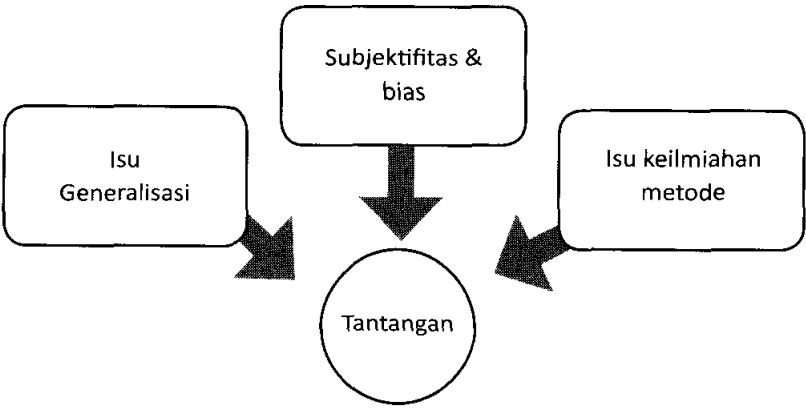 Subjektifitas &
bias
Isu
Generalisasi
Isu keilmiahan
metode
Tantangan